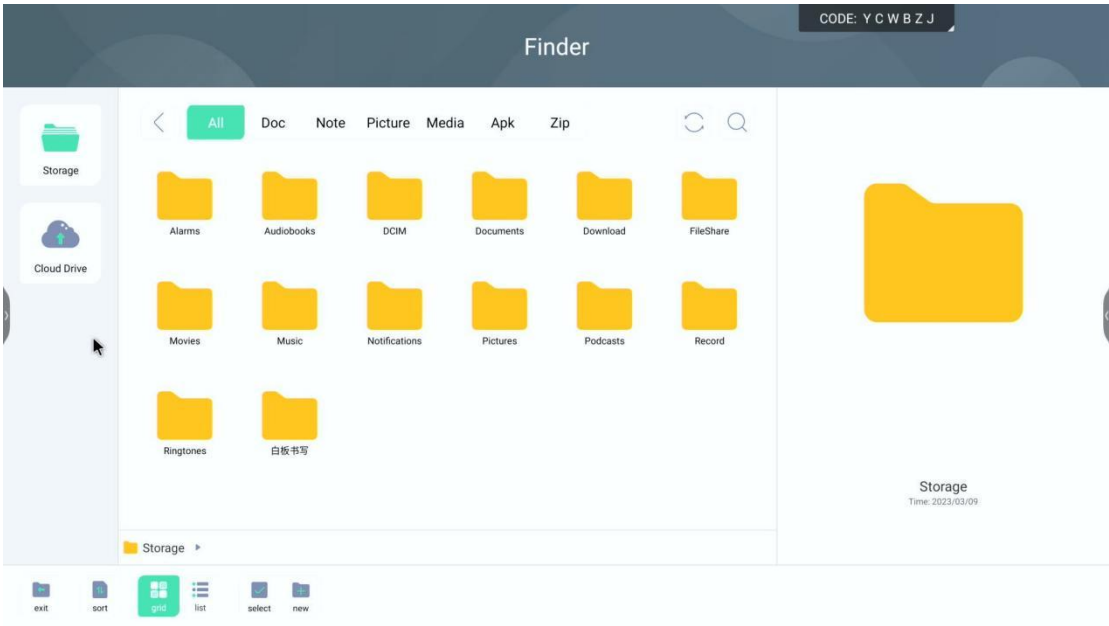 CODE: Y C W B Z J
Finder
Storage
Cloud Drive
All Doc Note Picture Media Apk Zip
Alarms Audiobooks DCIM Documents Download FileShare
Movies Music Notifications Pictures Podcasts Record
Ringtones 白板书写
Storage
Time: 2023/03/09
Storage
exit sort grid list select new